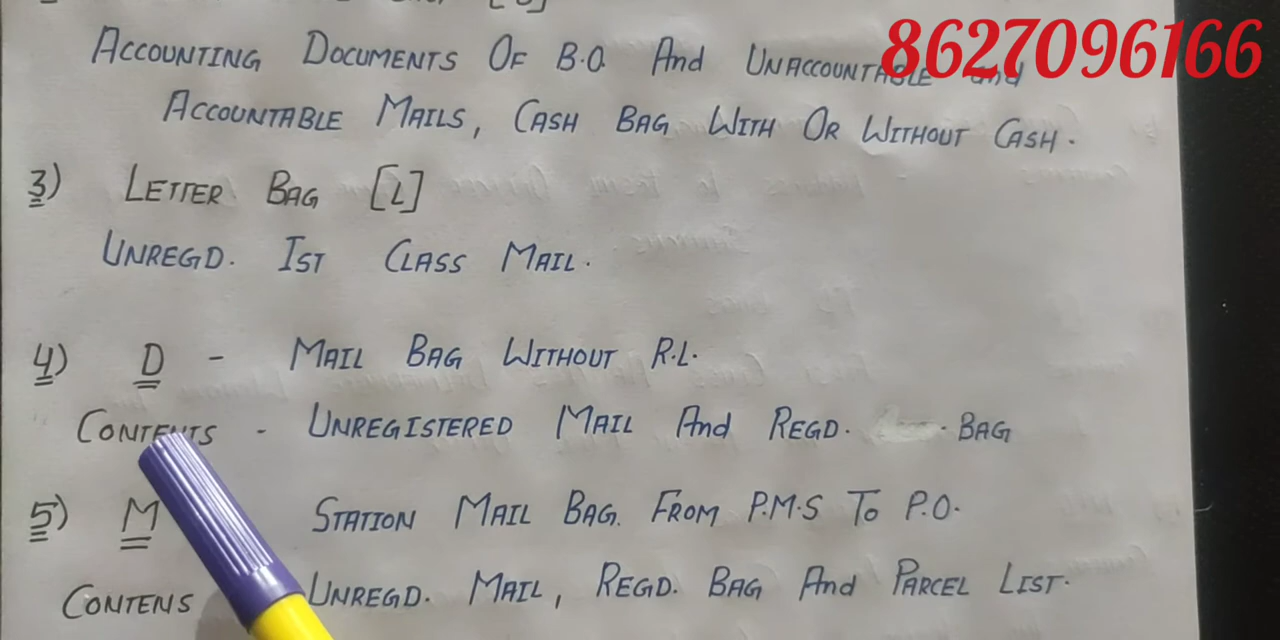 8627096166
ACCOUNTING DOCUMENTS OF B.O. And UNACCOUNTABLE and
ACCOUNTABLE MAILS, CASH BAG WITH OR WITHOUT CASH.
3) LETTER BAG [L]
UNREGD. IST CLASS MAIL.
4) D - MAIL BAG WITHOUT R.L.
CONTENTS - UNREGISTERED MAIL And REGD. BAG
5) M STATION MAIL BAG. FROM P.M.S TO P.O.
CONTENS UNREGD. MAIL, REGD. BAG And PARCEL LIST.